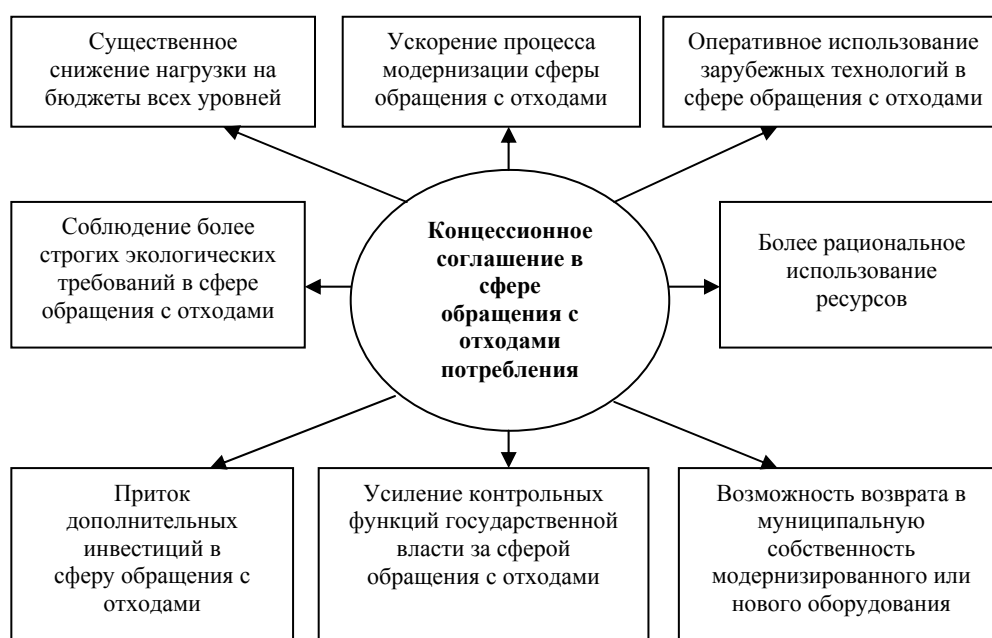 Существенное
снижение нагрузки на
бюджеты всех уровней
Ускорение процесса
модернизации сферы
обращения с отходами
Оперативное использование
зарубежных технологий в
сфере обращения с отходами
Соблюдение более
строгих экологических
требований в сфере
обращения с отходами
Концессионное
соглашение в
сфере
обращения с
отходами
потребления
Более рациональное
использование
ресурсов
Приток
дополнительных
инвестиций в
сферу обращения с
отходами
Усиление контрольных
функций государственной
власти за сферой
обращения с отходами
Возможность возврата в
муниципальную
собственность
модернизированного или
нового оборудования